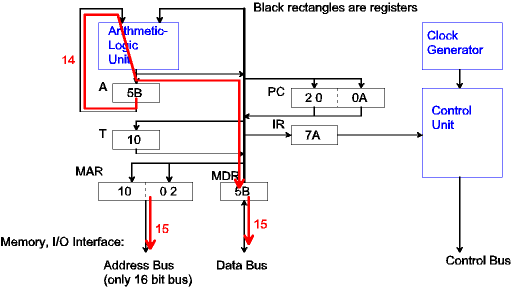 Black rectangles are registers
Arithmetic-
Logic
Unit
Clock
Generator
14
A
5B
PC
2 0 0A
Control
Unit
T
10
IR
7A
MAR
10 0 2
MDR
5B
15
15
Memory, I/O Interface:
Address Bus
(only 16 bit bus)
Data Bus
Control Bus